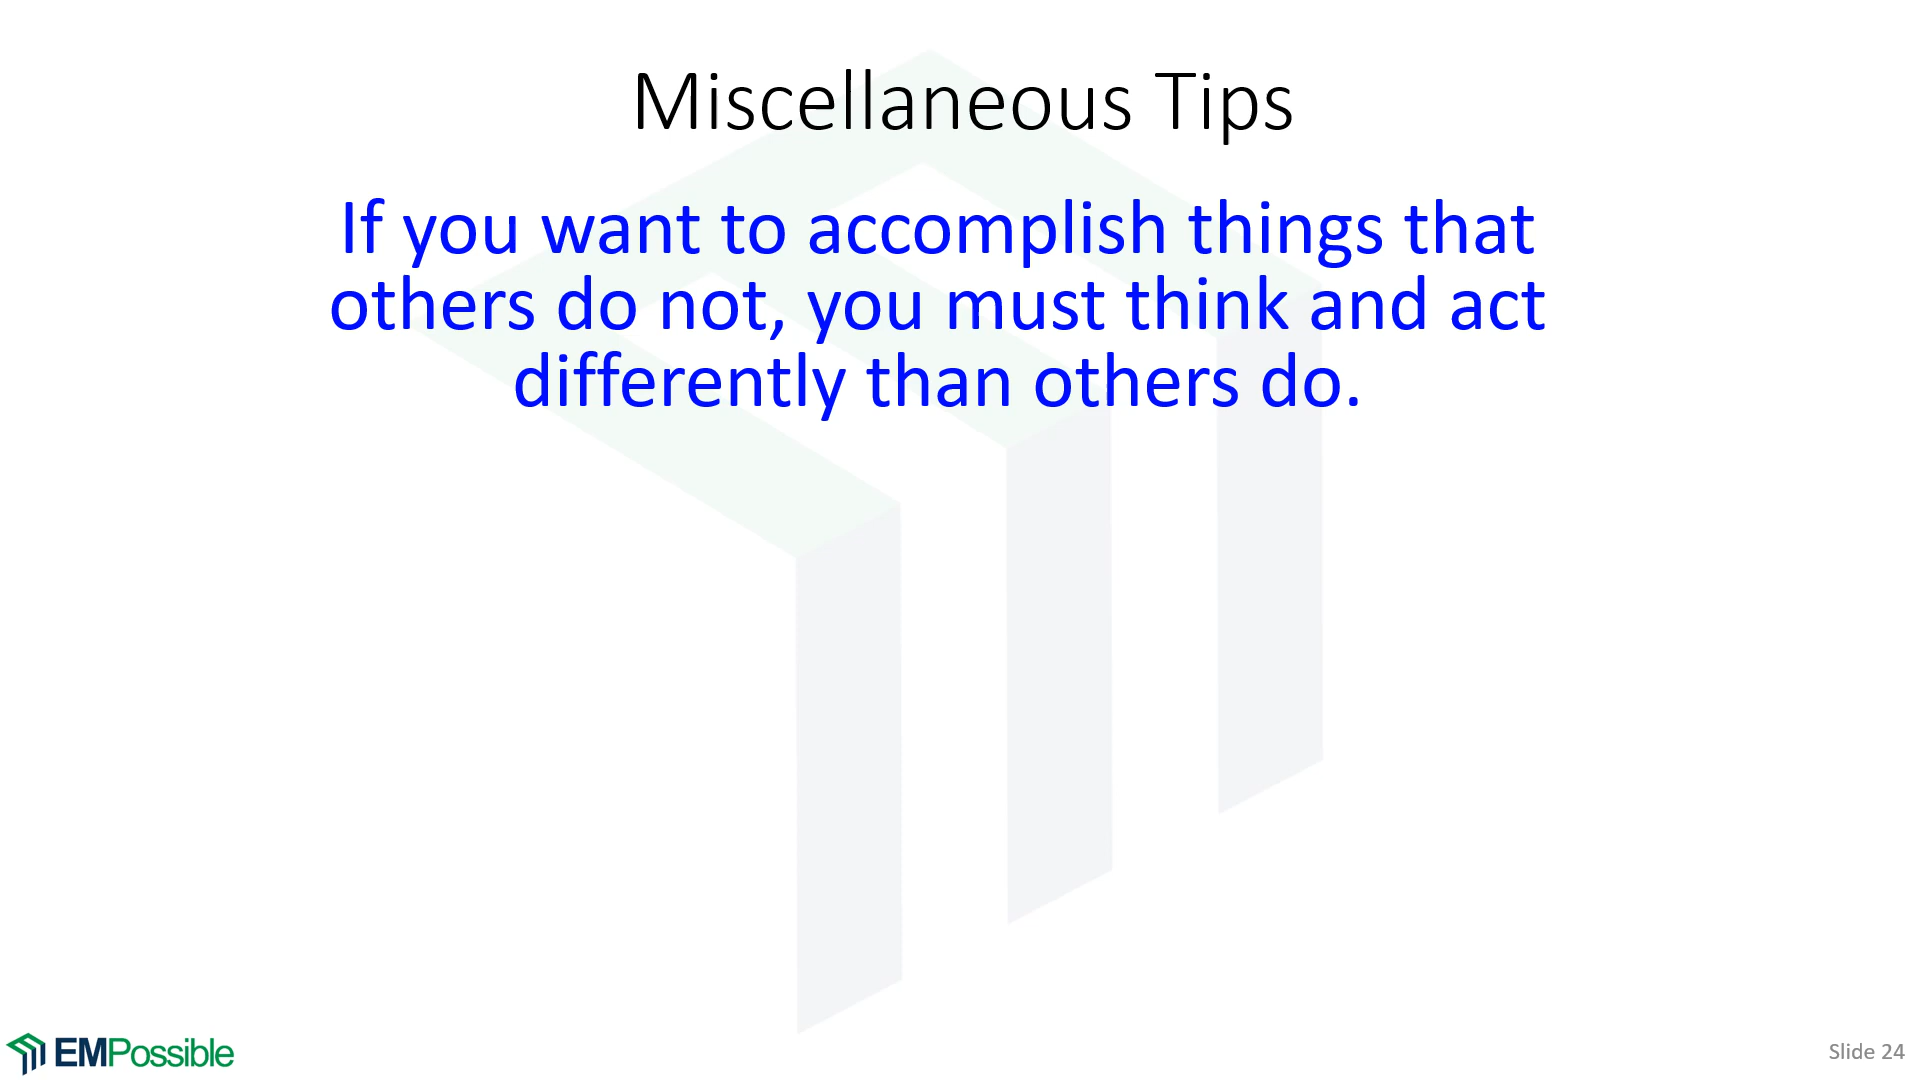 Miscellaneous Tips
If you want to accomplish things that
others do not, you must think and act
differently than others do.
EMPossible
Slide 24